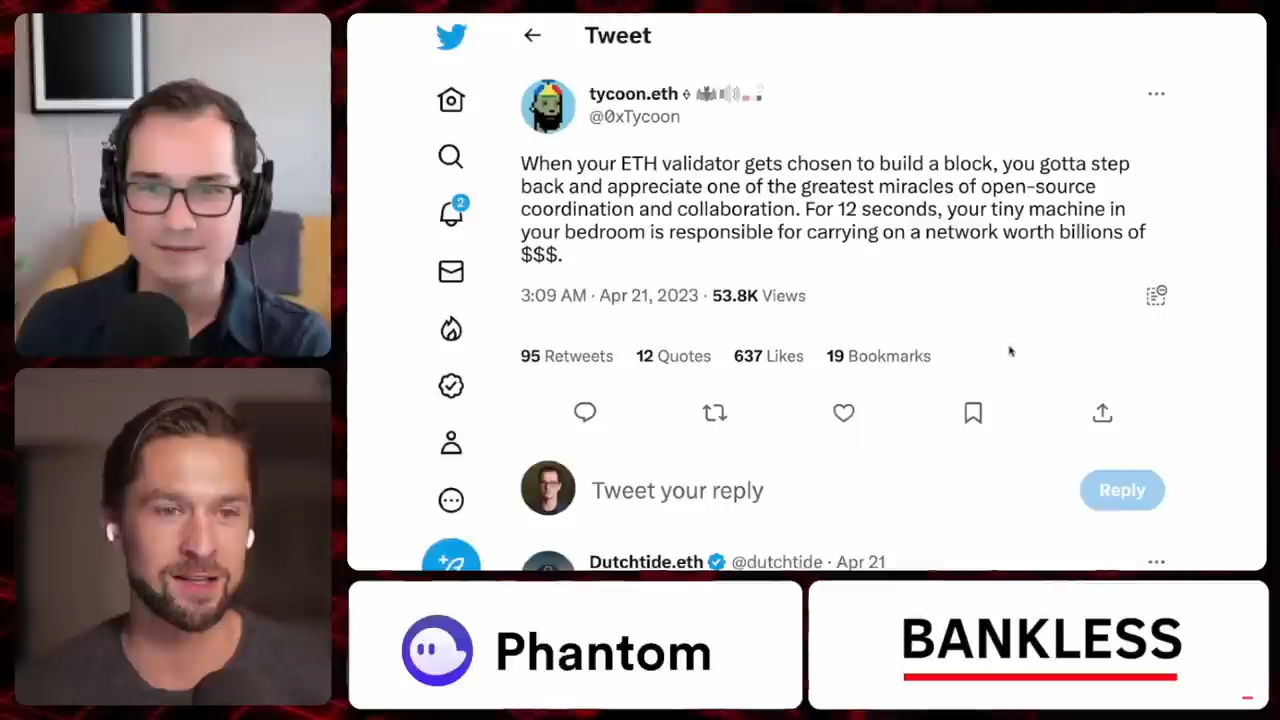 Tweet
tycoon.eth
@0xTycoon
When your ETH validator gets chosen to build a block, you gotta step
back and appreciate one of the greatest miracles of open-source
coordination and collaboration. For 12 seconds, your tiny machine in
your bedroom is responsible for carrying on a network worth billions of
$$$.
3:09 AM · Apr 21, 2023 · 53.8K Views
95 Retweets 12 Quotes 637 Likes 19 Bookmarks
Tweet your reply
Reply
Dutchtide.eth @dutchtide · Apr 21
2
Phantom
BANKLESS